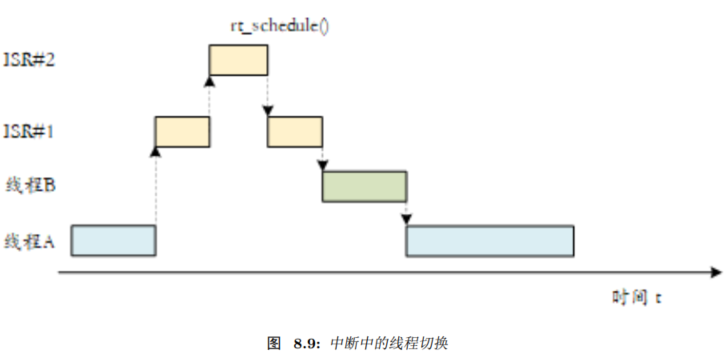 rt_schedule()
ISR#2
ISR#1
线程B
线程A
时间 t
图 8.9: 中断中的线程切换